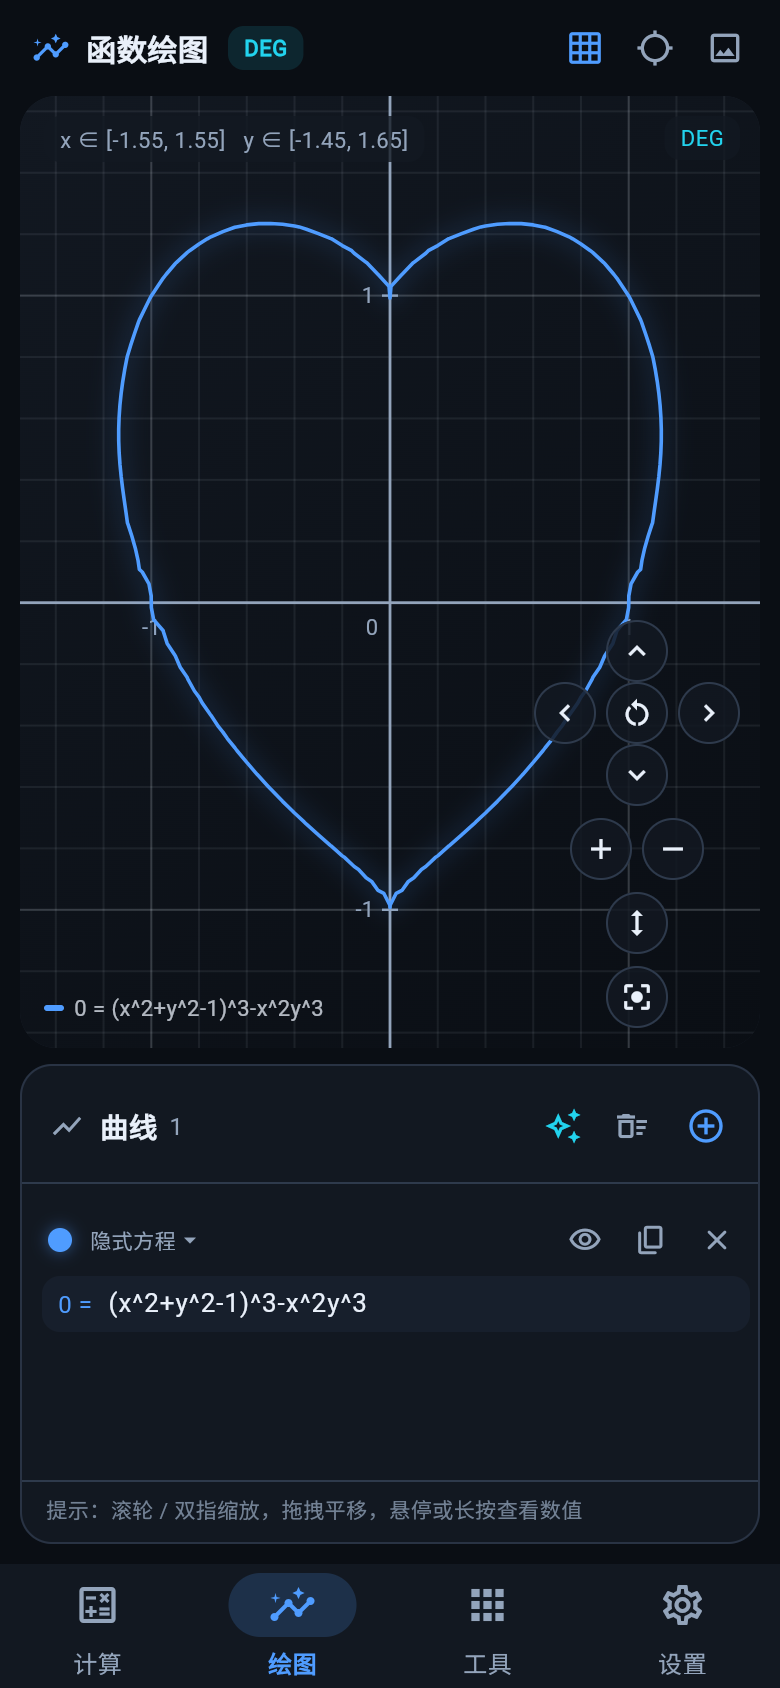 函数绘图 DEG
x ∈ [-1.55, 1.55] y ∈ [-1.45, 1.65] DEG
1
-1 0
-1
0 = (x^2+y^2-1)^3-x^2y^3
曲线 1
隐式方程
0 = (x^2+y^2-1)^3-x^2y^3
提示：滚轮 / 双指缩放，拖拽平移，悬停或长按查看数值
计算 绘图 工具 设置